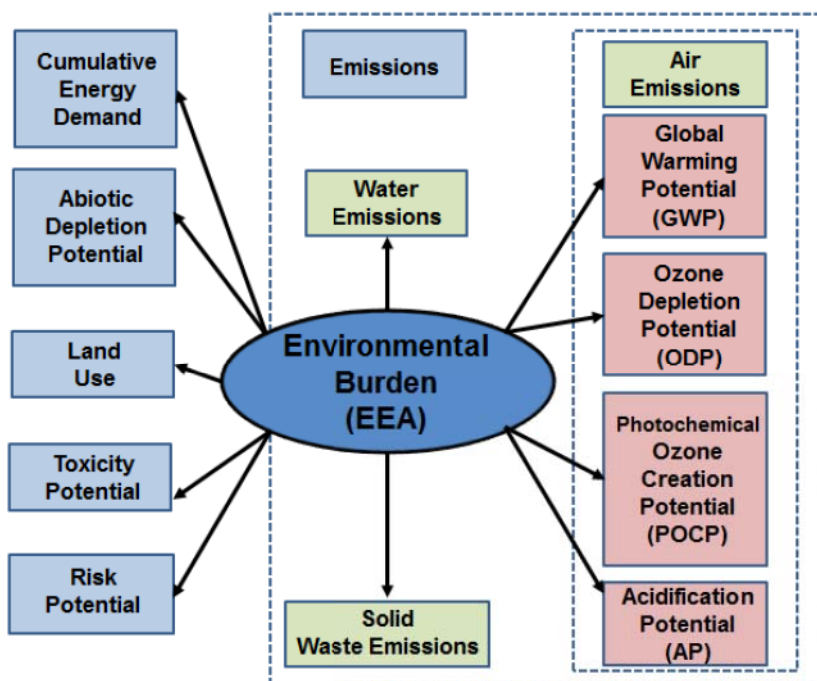 Cumulative
Energy
Demand
Abiotic
Depletion
Potential
Land
Use
Toxicity
Potential
Risk
Potential
Emissions
Water
Emissions
Environmental
Burden
(EEA)
Solid
Waste Emissions
Air
Emissions
Global
Warming
Potential
(GWP)
Ozone
Depletion
Potential
(ODP)
Photochemical
Ozone
Creation
Potential
(POCP)
Acidification
Potential
(AP)